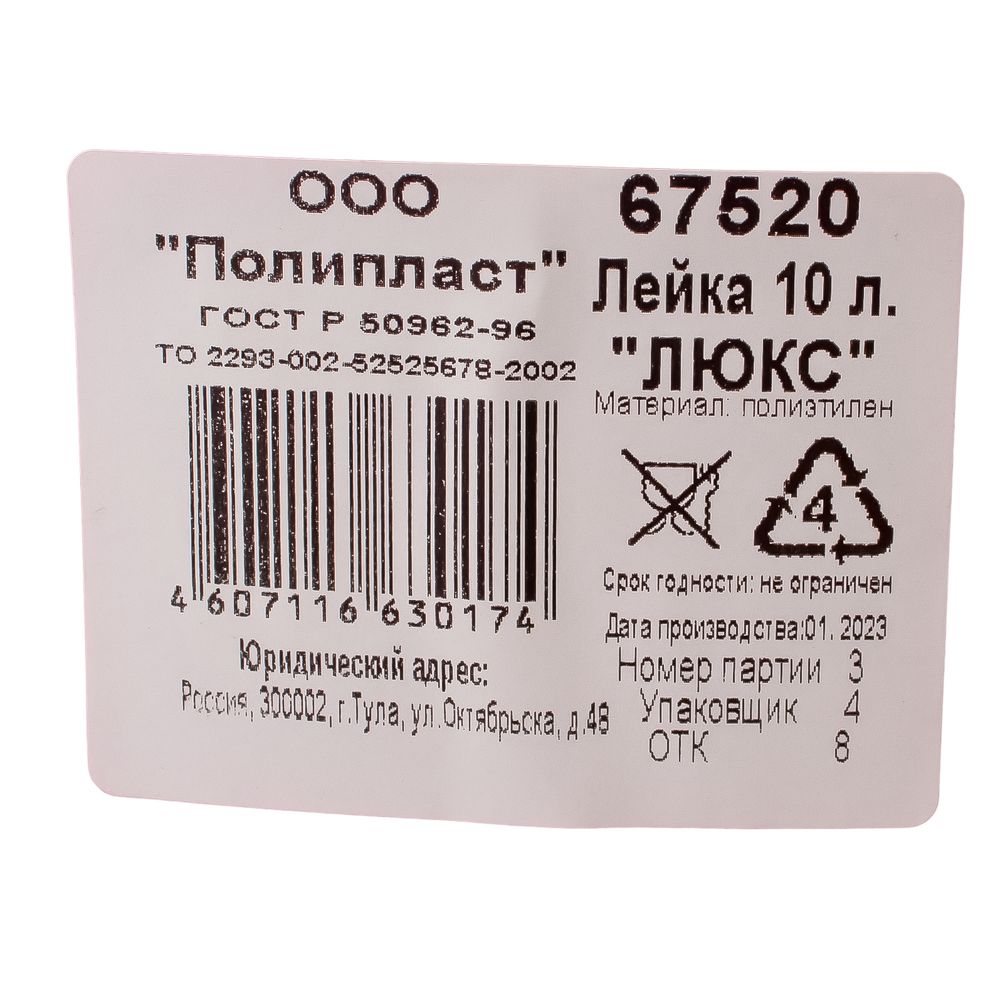 ООО
"Полипласт"
ГОСТ Р 50962-96
ТО 2293-002-52525678-2002
4 607116 630174
Юридический адрес:
Россия, 300002, г.Тула, ул.Октябрьска, д.48
67520
Лейка 10 л.
"ЛЮКС"
Материал: полиэтилен
4
Срок годности: не ограничен
Дата производства:01. 2023
Номер партии 3
Упаковщик 4
ОТК 8